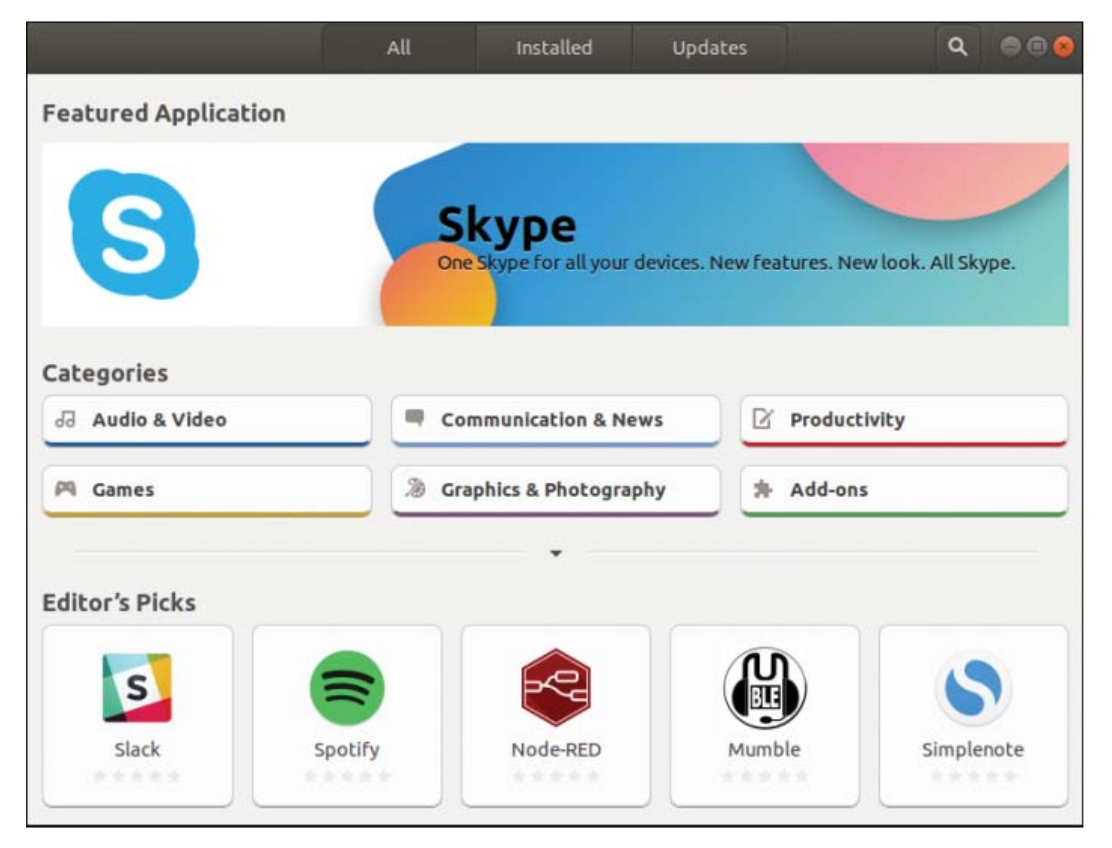 All Installed Updates
Featured Application
S
Skype
One Skype for all your devices. New features. New look. All Skype.
Categories
Audio & Video Communication & News Productivity
Games Graphics & Photography Add-ons
Editor's Picks
S BLE
Slack Spotify Node-RED Mumble Simplenote